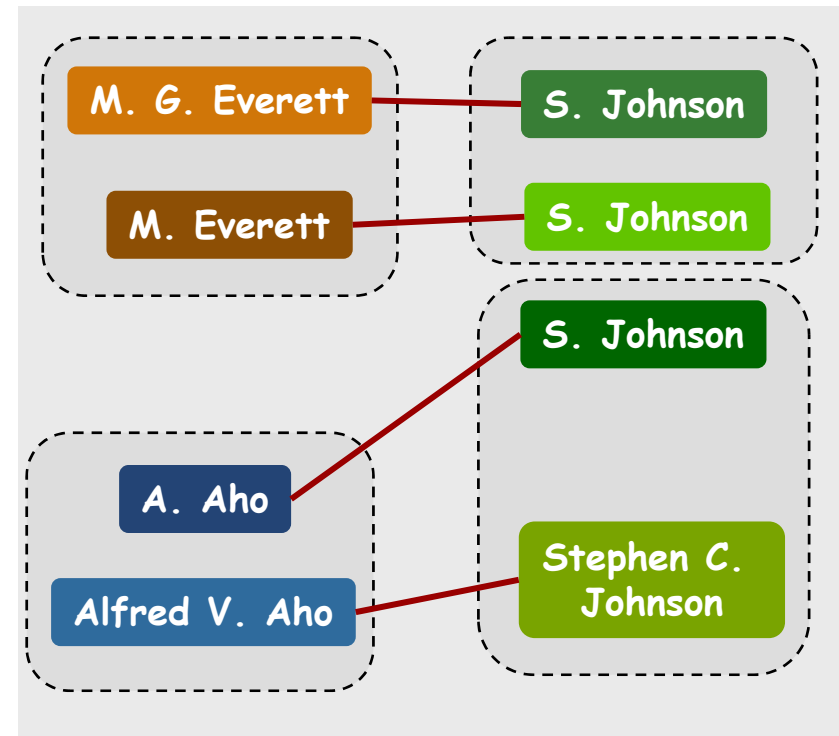 M. G. Everett
S. Johnson
M. Everett
S. Johnson
S. Johnson
A. Aho
Stephen C.
Johnson
Alfred V. Aho